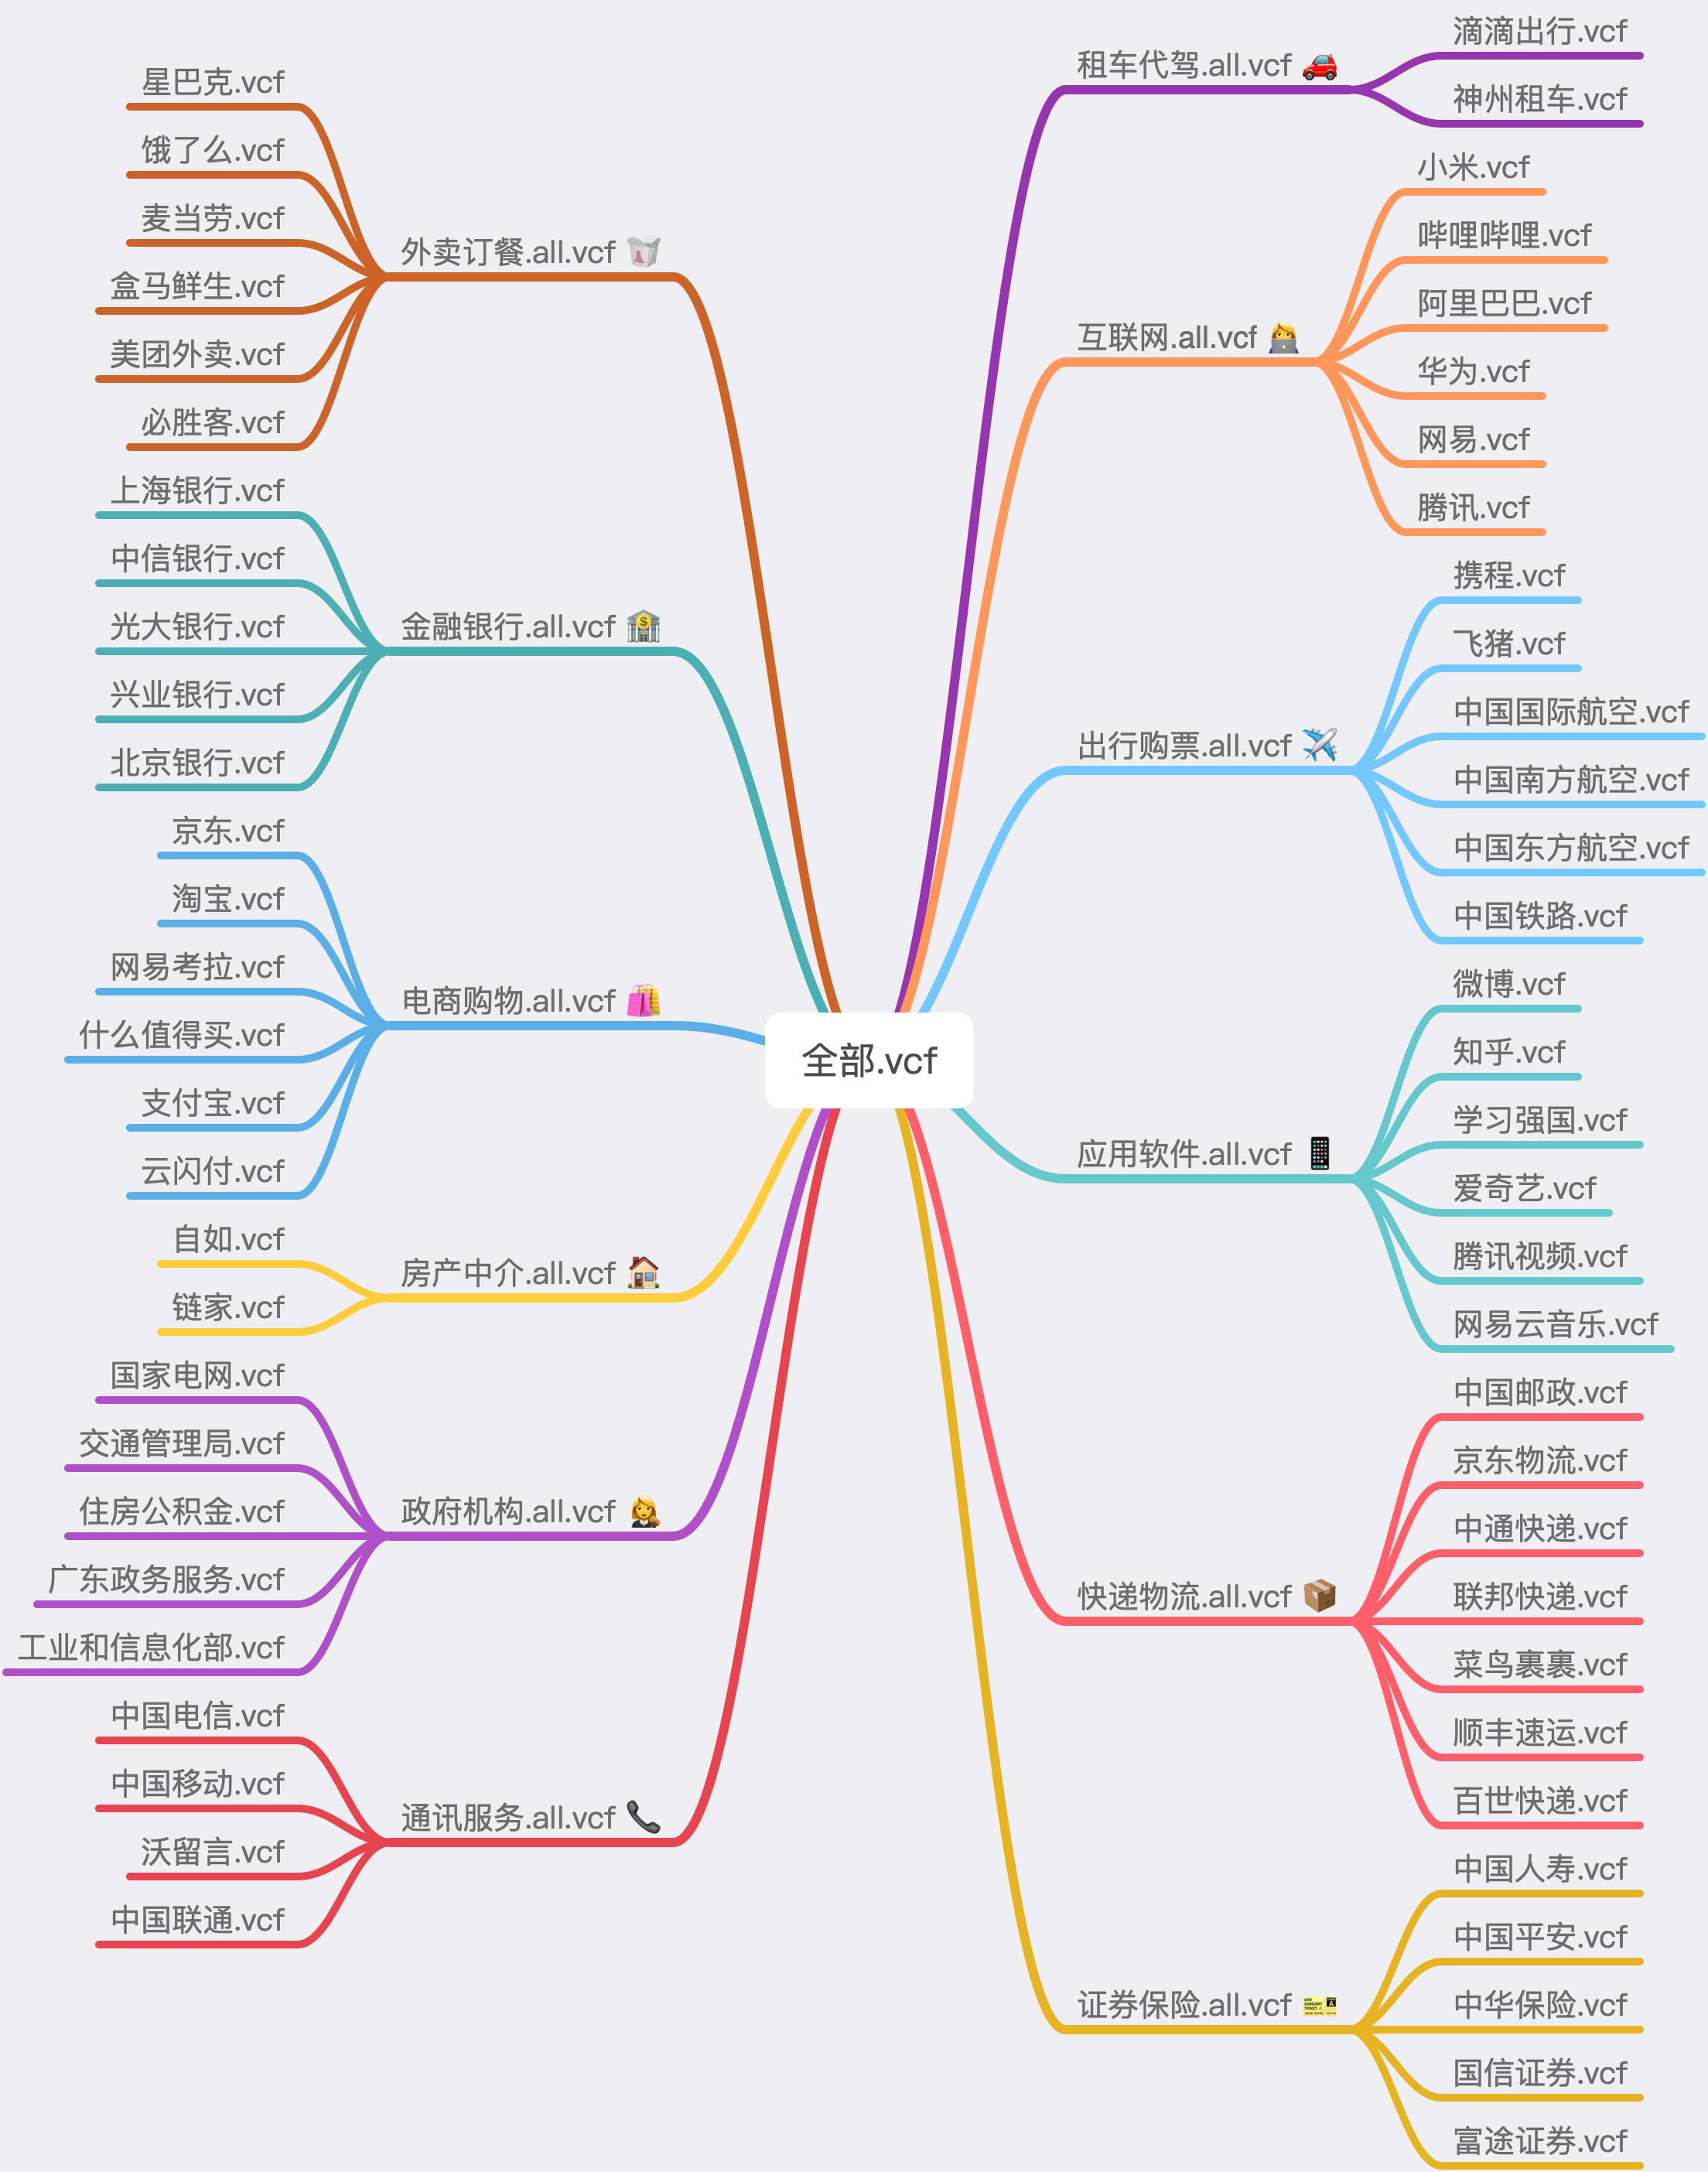 全部.vcf
租车代驾.all.vcf 🚗
滴滴出行.vcf
神州租车.vcf
互联网.all.vcf 👩‍💻
小米.vcf
哔哩哔哩.vcf
阿里巴巴.vcf
华为.vcf
网易.vcf
腾讯.vcf
出行购票.all.vcf ✈️
携程.vcf
飞猪.vcf
中国国际航空.vcf
中国南方航空.vcf
中国东方航空.vcf
中国铁路.vcf
应用软件.all.vcf 📱
微博.vcf
知乎.vcf
学习强国.vcf
爱奇艺.vcf
腾讯视频.vcf
网易云音乐.vcf
快递物流.all.vcf 📦
中国邮政.vcf
京东物流.vcf
中通快递.vcf
联邦快递.vcf
菜鸟裹裹.vcf
顺丰速运.vcf
百世快递.vcf
证券保险.all.vcf 🎫
中国人寿.vcf
中国平安.vcf
中华保险.vcf
国信证券.vcf
富途证券.vcf
外卖订餐.all.vcf 🥡
星巴克.vcf
饿了么.vcf
麦当劳.vcf
盒马鲜生.vcf
美团外卖.vcf
必胜客.vcf
金融银行.all.vcf 🏦
上海银行.vcf
中信银行.vcf
光大银行.vcf
兴业银行.vcf
北京银行.vcf
电商购物.all.vcf 🛍️
京东.vcf
淘宝.vcf
网易考拉.vcf
什么值得买.vcf
支付宝.vcf
云闪付.vcf
房产中介.all.vcf 🏠
自如.vcf
链家.vcf
政府机构.all.vcf 👩‍⚖️
国家电网.vcf
交通管理局.vcf
住房公积金.vcf
广东政务服务.vcf
工业和信息化部.vcf
通讯服务.all.vcf 📞
中国电信.vcf
中国移动.vcf
沃留言.vcf
中国联通.vcf